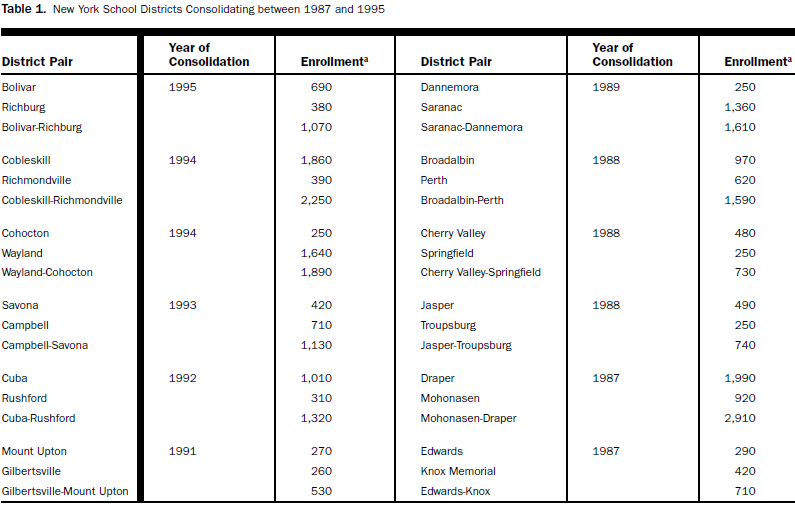 Table 1. New York School Districts Consolidating between 1987 and 1995
District Pair Year of Consolidation Enrollmentᵃ District Pair Year of Consolidation Enrollmentᵃ
Bolivar 1995 690 Dannemora 1989 250
Richburg 380 Saranac 1,360
Bolivar-Richburg 1,070 Saranac-Dannemora 1,610
Cobleskill 1994 1,860 Broadalbin 1988 970
Richmondville 390 Perth 620
Cobleskill-Richmondville 2,250 Broadalbin-Perth 1,590
Cohocton 1994 250 Cherry Valley 1988 480
Wayland 1,640 Springfield 250
Wayland-Cohocton 1,890 Cherry Valley-Springfield 730
Savona 1993 420 Jasper 1988 490
Campbell 710 Troupsburg 250
Campbell-Savona 1,130 Jasper-Troupsburg 740
Cuba 1992 1,010 Draper 1987 1,990
Rushford 310 Mohonasen 920
Cuba-Rushford 1,320 Mohonasen-Draper 2,910
Mount Upton 1991 270 Edwards 1987 290
Gilbertsville 260 Knox Memorial 420
Gilbertsville-Mount Upton 530 Edwards-Knox 710